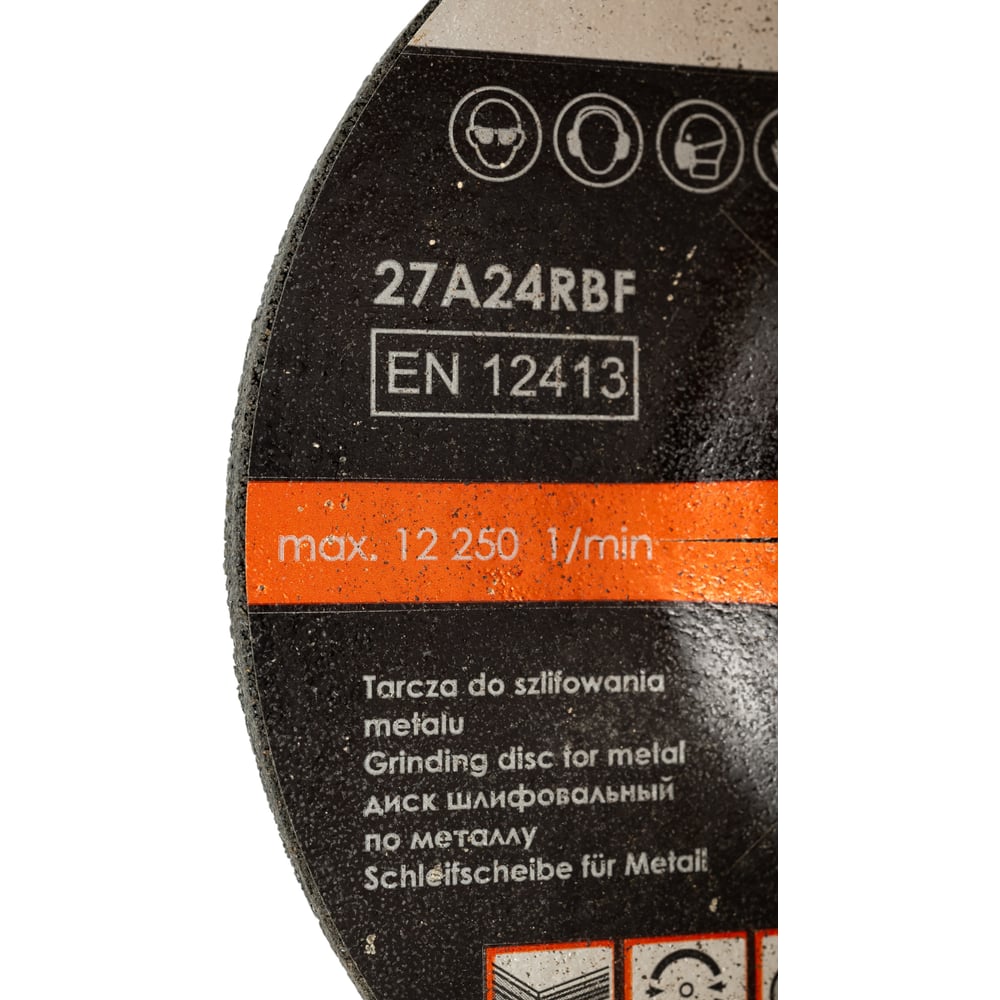 27A24RBF
EN 12413
max. 12 250 1/min
Tarcza do szlifowania
metalu
Grinding disc for metal
диск шлифовальный
по металлу
Schleifscheibe für Metall